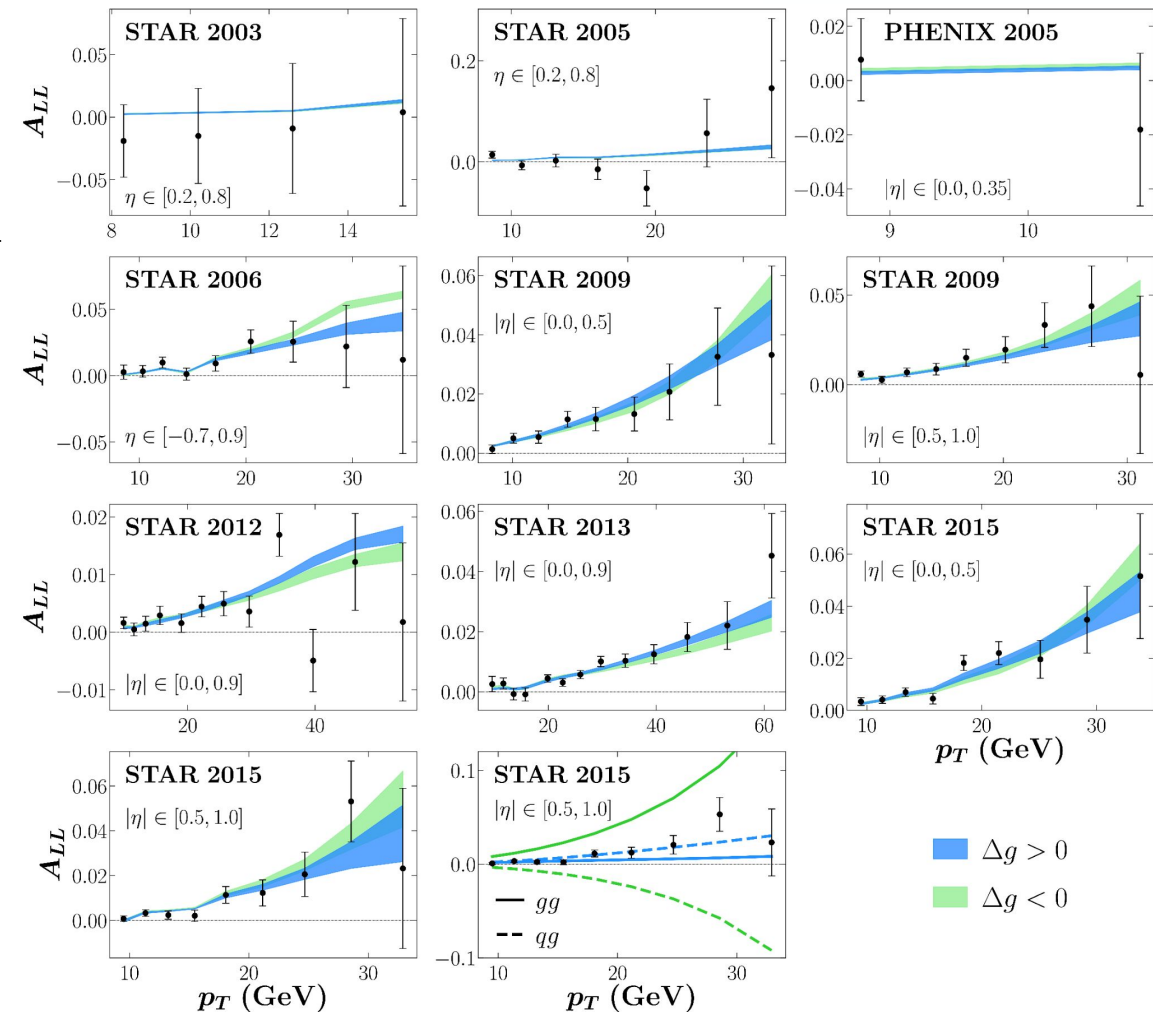 STAR 2003
0.05
0.00
−0.05
A_{LL}
η ∈ [0.2, 0.8]
8 10 12 14
STAR 2005
η ∈ [0.2, 0.8]
0.2
0.0
10 20
PHENIX 2005
0.02
0.00
−0.02
−0.04
|η| ∈ [0.0, 0.35]
9 10
STAR 2006
0.05
0.00
−0.05
A_{LL}
η ∈ [−0.7, 0.9]
10 20 30
STAR 2009
|η| ∈ [0.0, 0.5]
0.06
0.04
0.02
0.00
10 20 30
STAR 2009
0.05
0.00
|η| ∈ [0.5, 1.0]
10 20 30
STAR 2012
0.02
0.01
0.00
−0.01
A_{LL}
|η| ∈ [0.0, 0.9]
20 40
STAR 2013
|η| ∈ [0.0, 0.9]
0.06
0.04
0.02
0.00
20 40 60
STAR 2015
|η| ∈ [0.0, 0.5]
0.06
0.04
0.02
0.00
10 20 30
p_T (GeV)
STAR 2015
|η| ∈ [0.5, 1.0]
0.06
0.04
0.02
0.00
A_{LL}
10 20 30
p_T (GeV)
STAR 2015
|η| ∈ [0.5, 1.0]
0.1
0.0
−0.1
gg
qg
10 20 30
p_T (GeV)
Δg > 0
Δg < 0